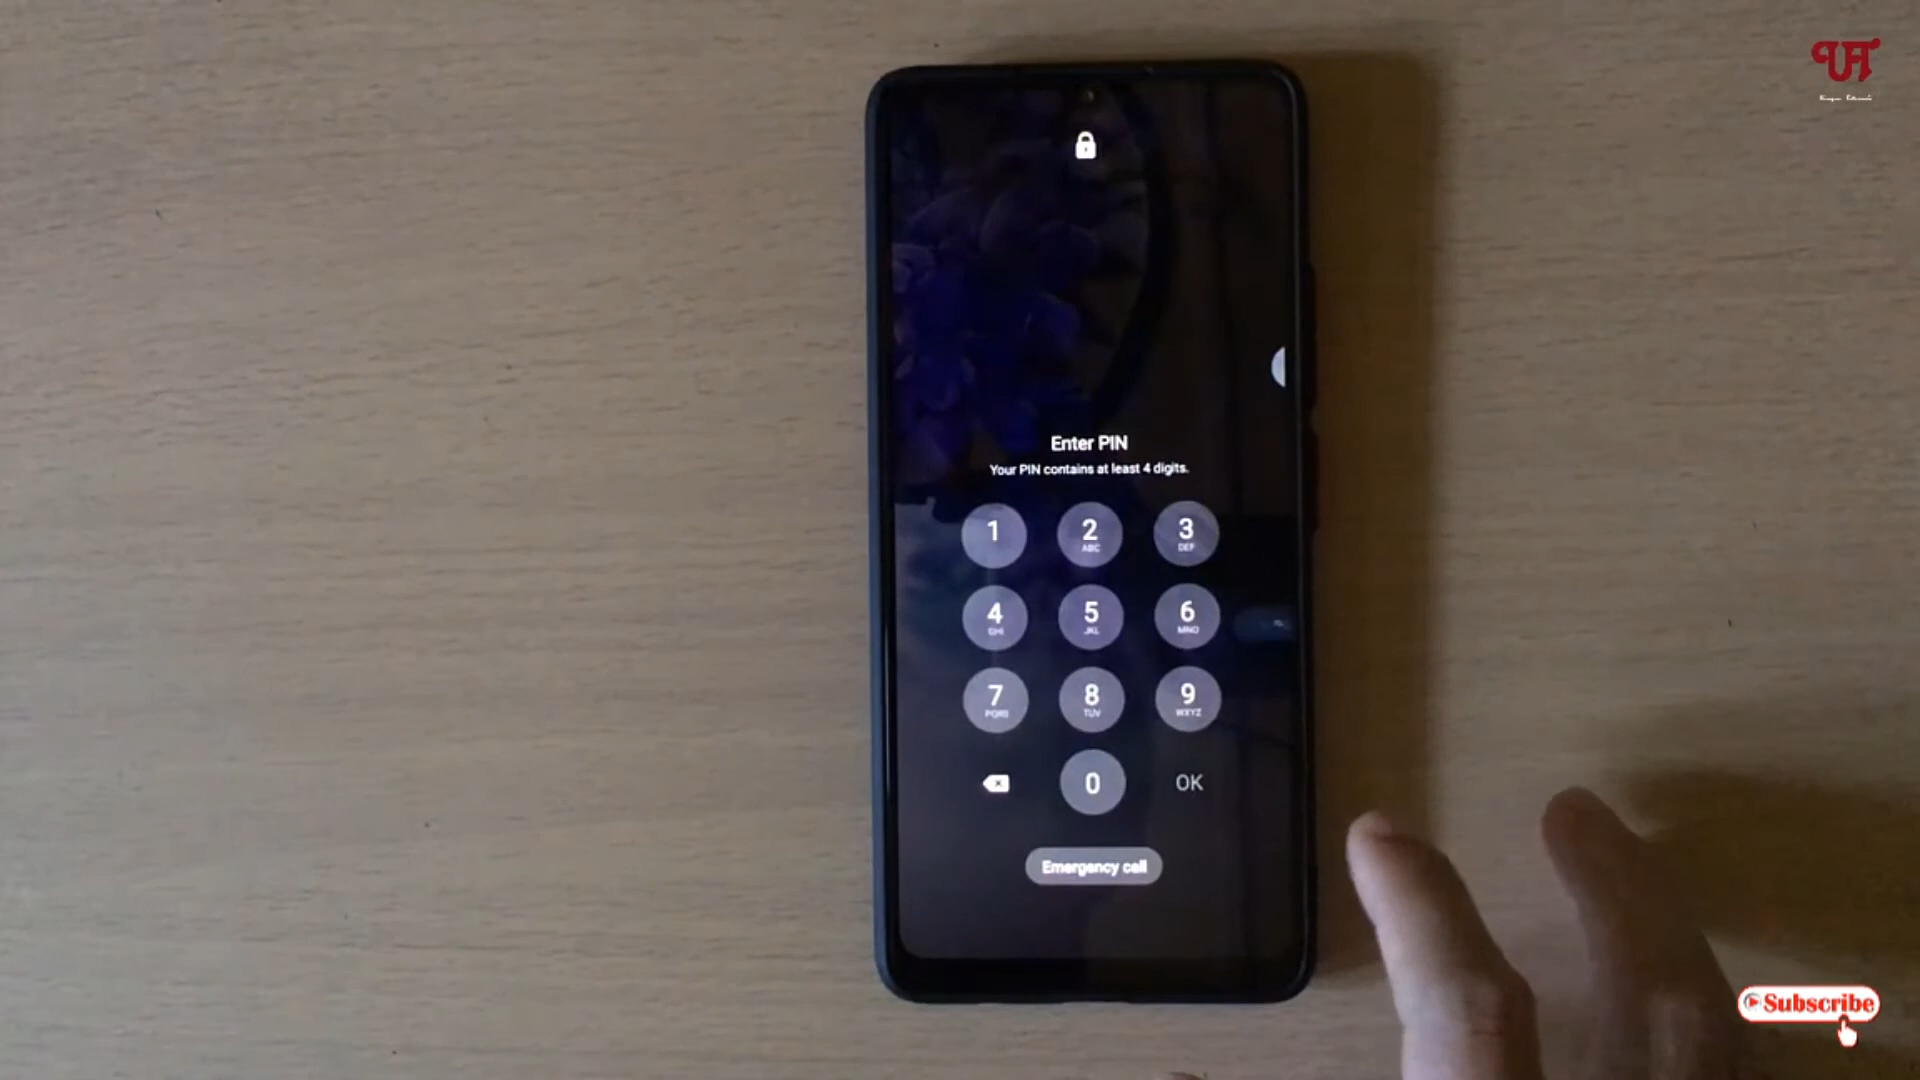 UA
Enter PIN
Your PIN contains at least 4 digits.
1
2 ABC
3 DEF
4 GHI
5 JKL
6 MNO
7 PQRS
8 TUV
9 WXYZ
0
OK
Emergency call
Subscribe